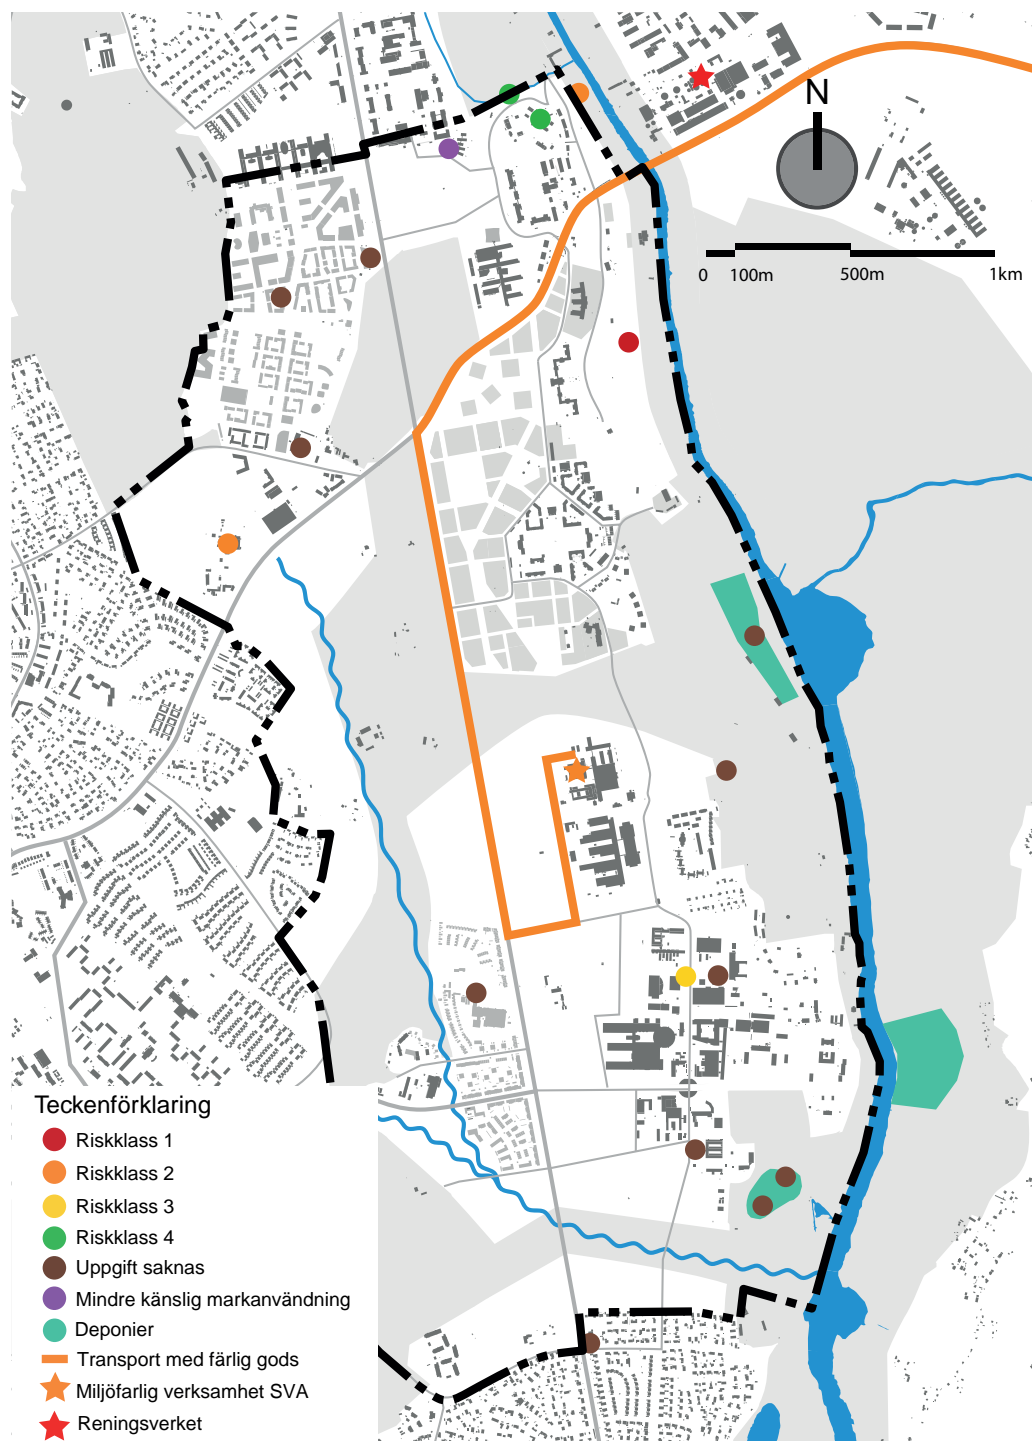 N
0 100m 500m 1km
Teckenförklaring
Riskklass 1
Riskklass 2
Riskklass 3
Riskklass 4
Uppgift saknas
Mindre känslig markanvändning
Deponier
Transport med färlig gods
Miljöfarlig verksamhet SVA
Reningsverket